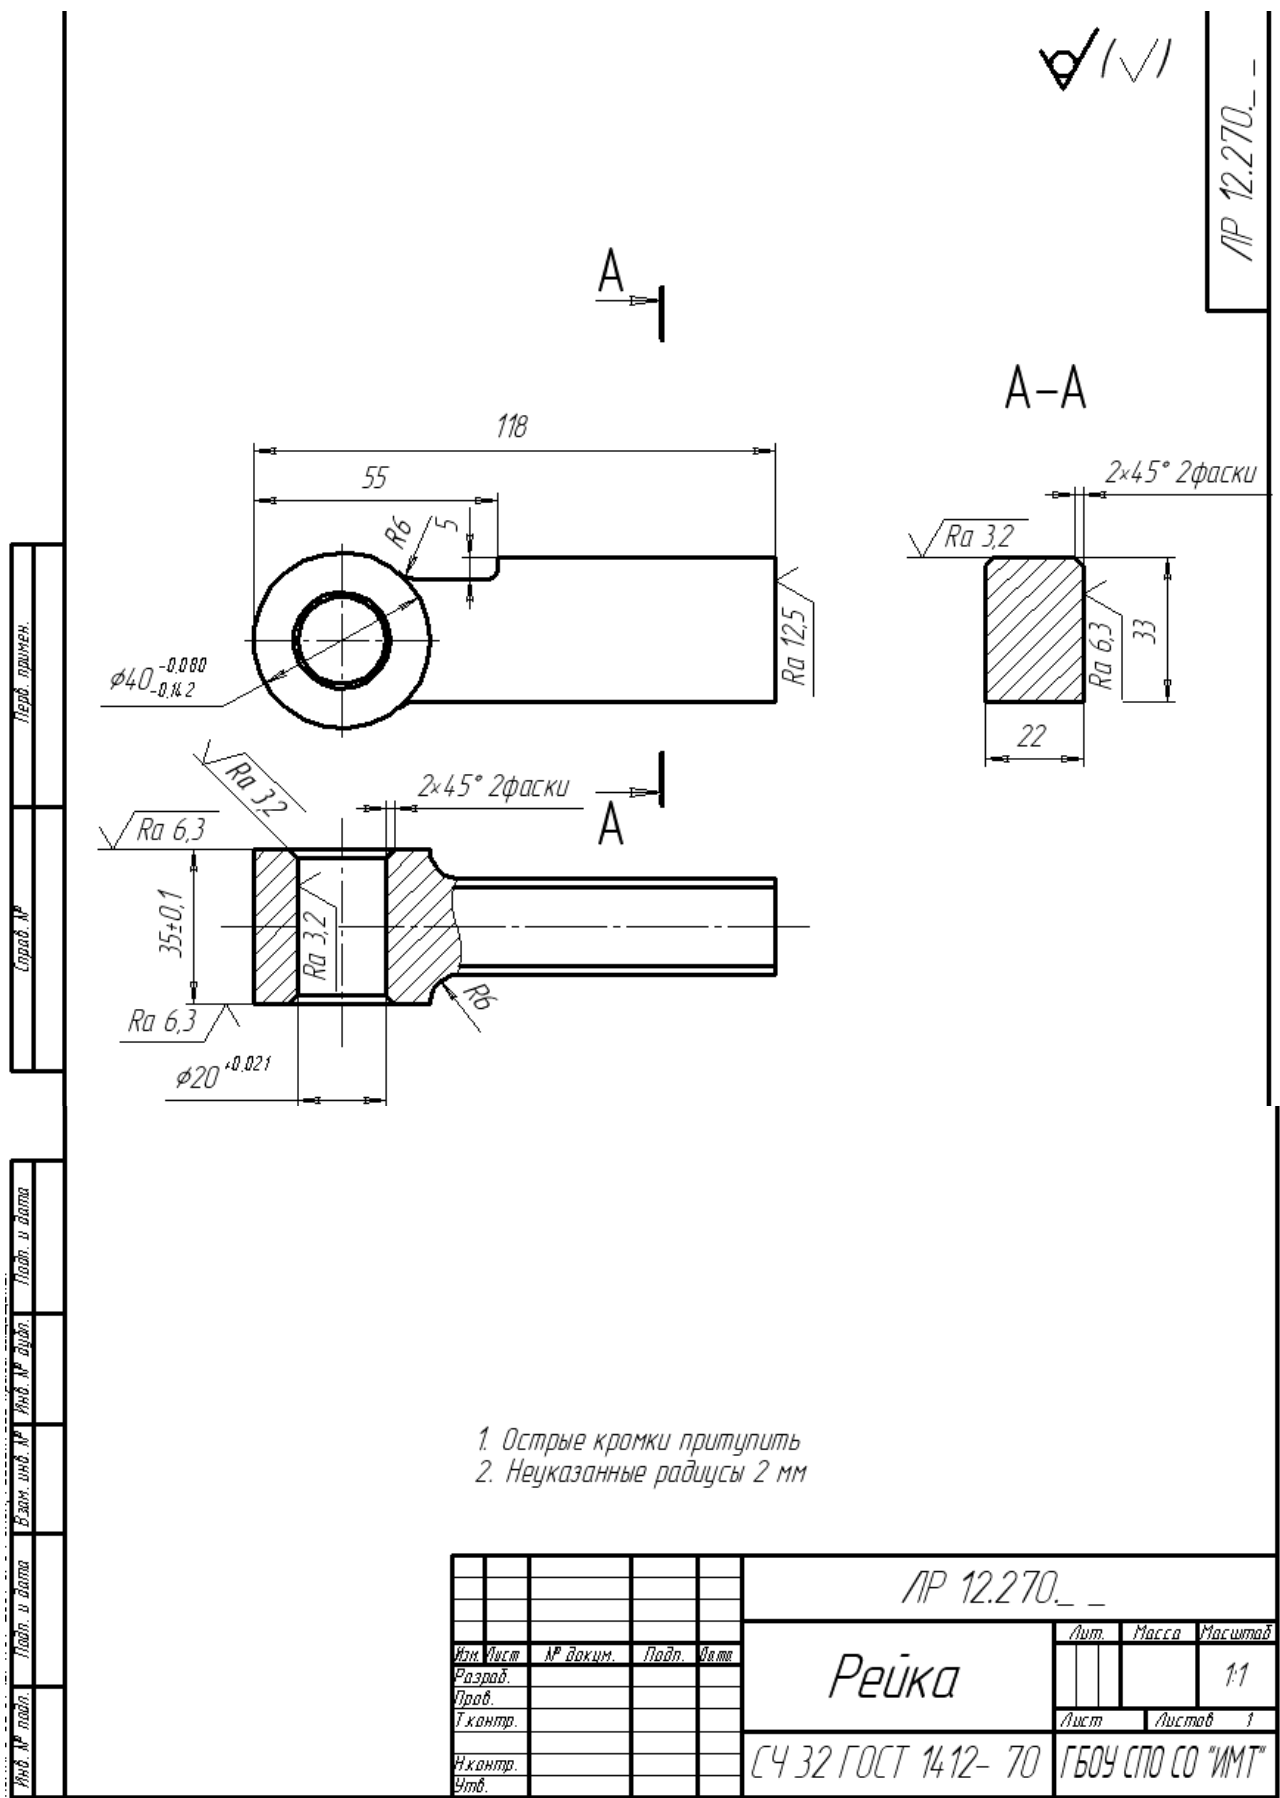 (√)
ЛР 12.270._ _
А
А-А
118
2×45° 2фаски
55
R6
5
Ra 3,2
Перв. примен.
Ra 12,5
Ra 6,3
33
⌀40 -0,080 -0,142
22
Ra 3,2
2×45° 2фаски
А
Ra 6,3
Справ. №
35±0,1
Ra 3,2
R6
Ra 6,3
⌀20 +0,021
Подп. и дата
Инв. № дубл.
Взам. инв. №
Подп. и дата
Инв. № подл.
1. Острые кромки притупить
2. Неуказанные радиусы 2 мм
ЛР 12.270._ _
Изм. Лист № докум. Подп. Дата
Разраб.
Пров.
Т.контр.
Н.контр.
Утв.
Рейка
Лит. Масса Масштаб
1:1
Лист Листов 1
СЧ 32 ГОСТ 1412- 70
ГБОУ СПО СО "ИМТ"